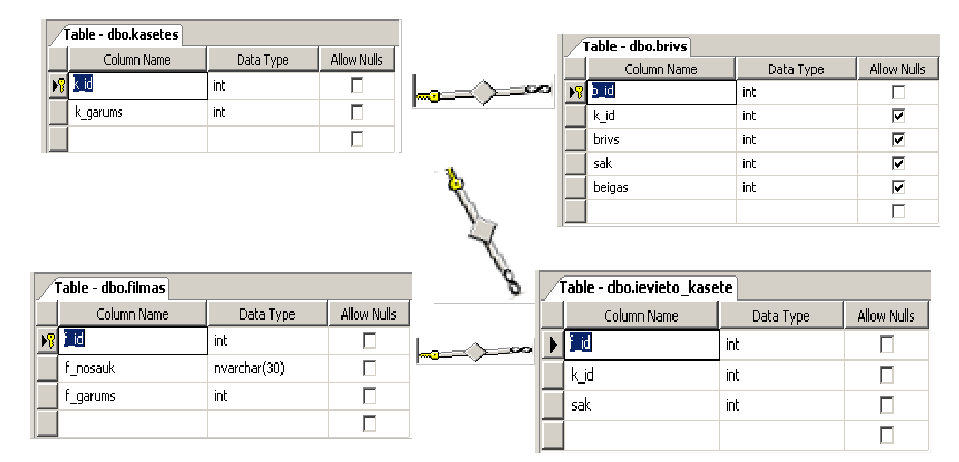 Table - dbo.kasetes
Column Name Data Type Allow Nulls
k_id int
k_garums int
Table - dbo.brivs
Column Name Data Type Allow Nulls
b_id int
k_id int
brivs int
sak int
beigas int
Table - dbo.filmas
Column Name Data Type Allow Nulls
f_id int
f_nosauk nvarchar(30)
f_garums int
Table - dbo.ievieto_kasete
Column Name Data Type Allow Nulls
f_id int
k_id int
sak int